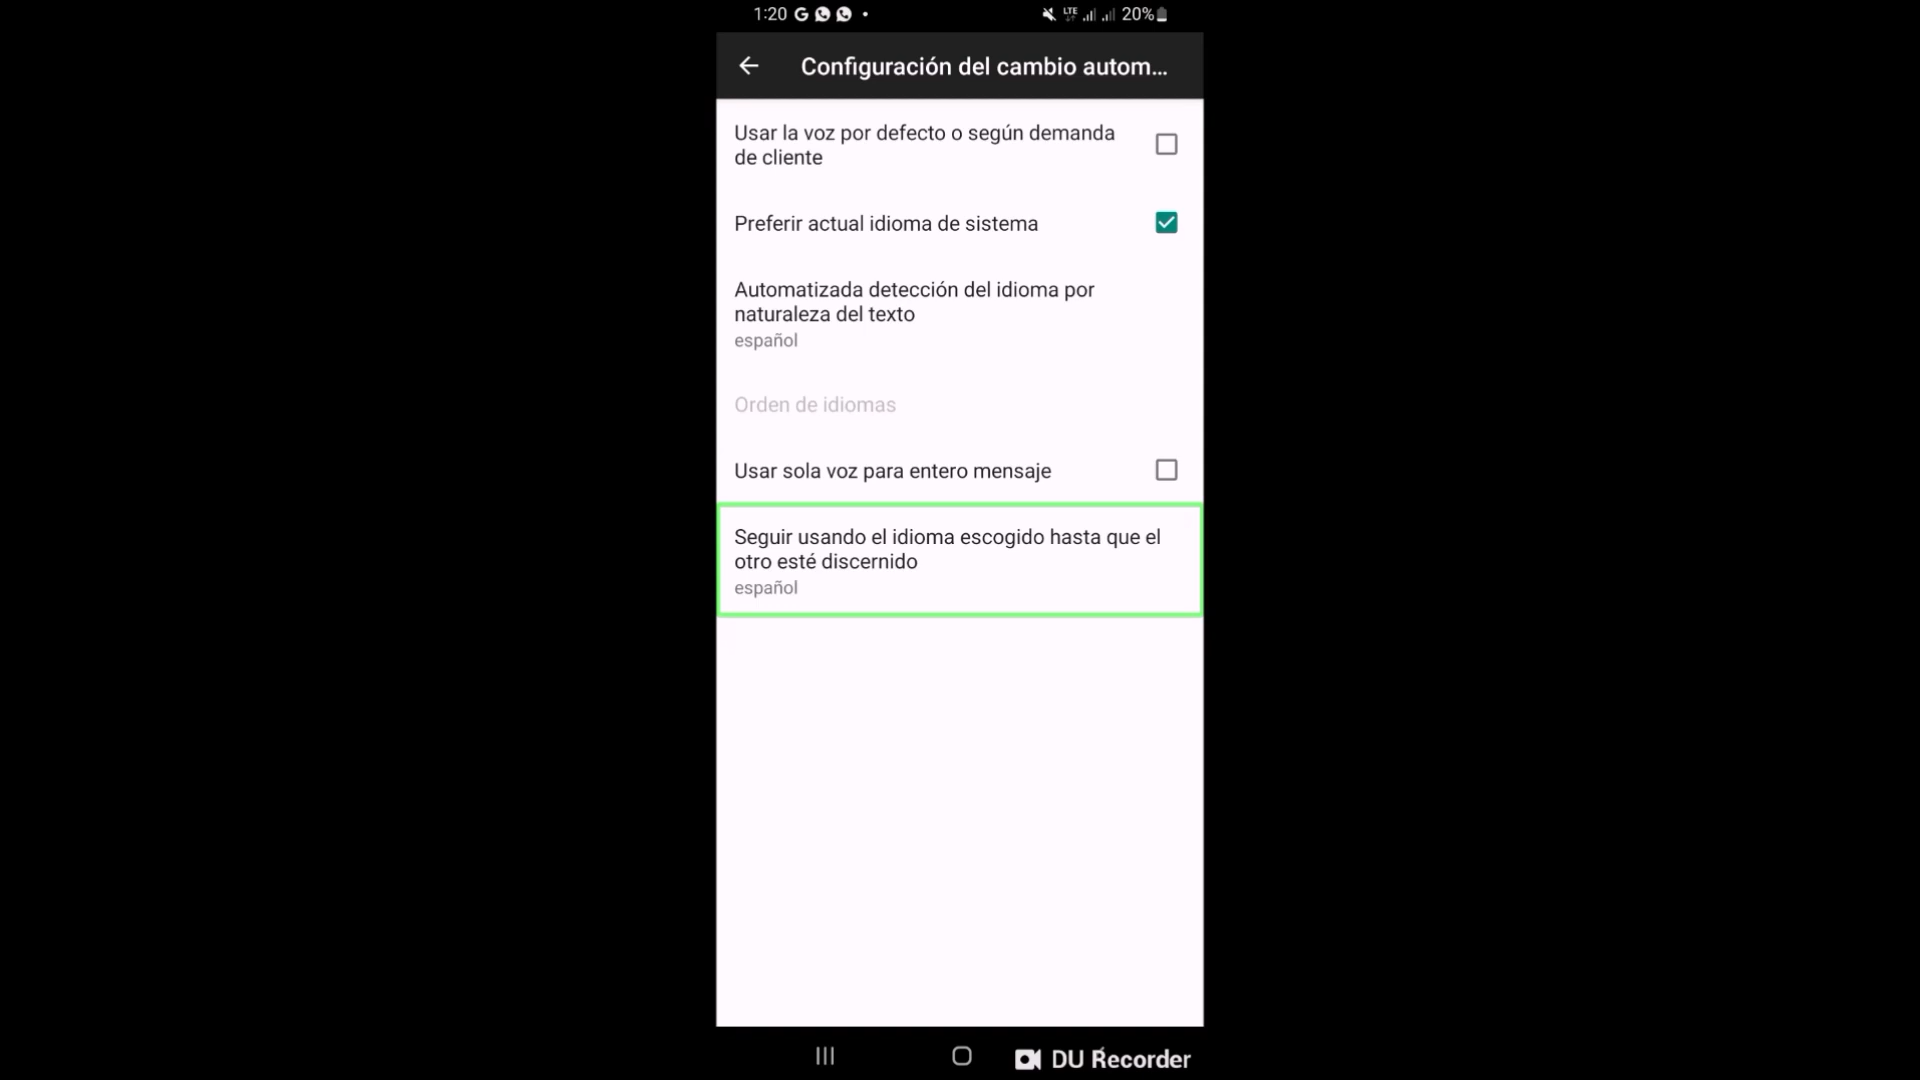 1:20 G LTE 20%
Configuración del cambio autom...
Usar la voz por defecto o según demanda
de cliente
Preferir actual idioma de sistema
Automatizada detección del idioma por
naturaleza del texto
español
Orden de idiomas
Usar sola voz para entero mensaje
Seguir usando el idioma escogido hasta que el
otro esté discernido
español
DU Recorder